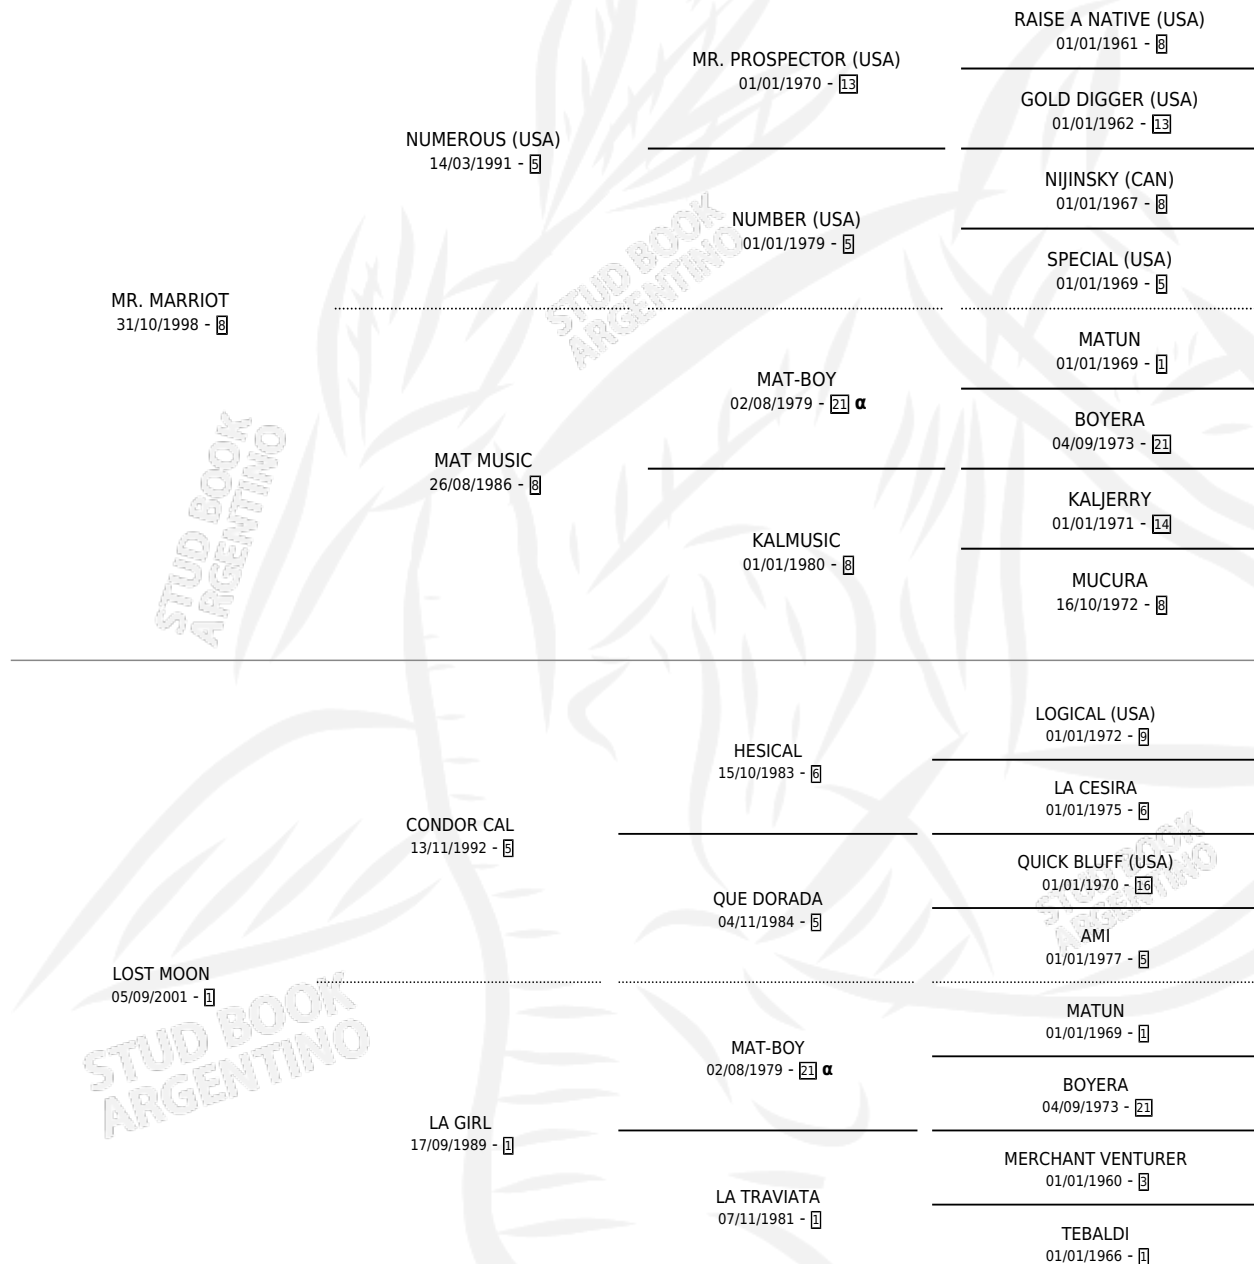 RAISE A NATIVE (USA)
01/01/1961 - 8
MR. PROSPECTOR (USA)
01/01/1970 - 13
GOLD DIGGER (USA)
01/01/1962 - 13
NUMEROUS (USA)
14/03/1991 - 5
NIJINSKY (CAN)
01/01/1967 - 8
NUMBER (USA)
01/01/1979 - 5
SPECIAL (USA)
01/01/1969 - 5
MR. MARRIOT
31/10/1998 - 8
MATUN
01/01/1969 - 1
MAT-BOY
02/08/1979 - 21 α
BOYERA
04/09/1973 - 21
MAT MUSIC
26/08/1986 - 8
KALJERRY
01/01/1971 - 14
KALMUSIC
01/01/1980 - 8
MUCURA
16/10/1972 - 8
LOGICAL (USA)
01/01/1972 - 9
HESICAL
15/10/1983 - 6
LA CESIRA
01/01/1975 - 6
CONDOR CAL
13/11/1992 - 5
QUICK BLUFF (USA)
01/01/1970 - 16
QUE DORADA
04/11/1984 - 5
AMI
01/01/1977 - 5
LOST MOON
05/09/2001 - 1
MATUN
01/01/1969 - 1
MAT-BOY
02/08/1979 - 21 α
BOYERA
04/09/1973 - 21
LA GIRL
17/09/1989 - 1
MERCHANT VENTURER
01/01/1960 - 3
LA TRAVIATA
07/11/1981 - 1
TEBALDI
01/01/1966 - 1
STUD BOOK
ARGENTINO
STUD BOOK
ARGENTINO
STUD BOOK
ARGENTINO
STUD BOOK
ARGENTINO